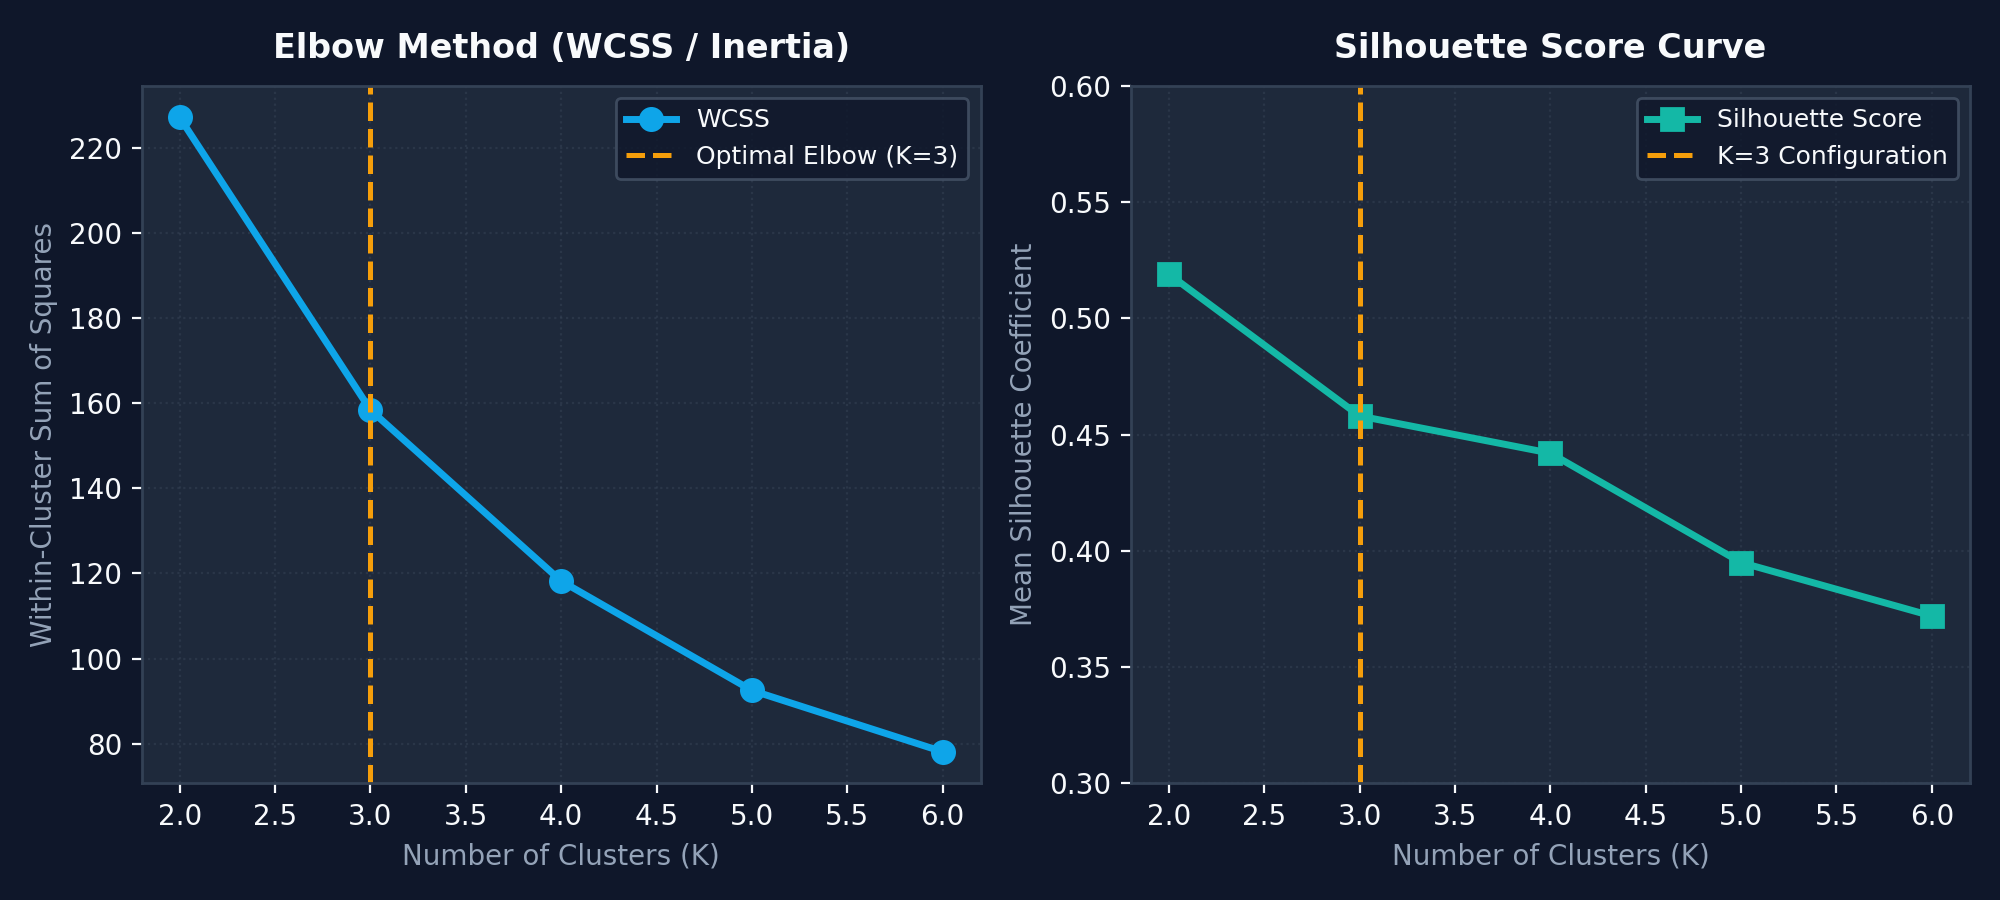 Elbow Method (WCSS / Inertia)
WCSS
Optimal Elbow (K=3)
Within-Cluster Sum of Squares
220
200
180
160
140
120
100
80
2.0 2.5 3.0 3.5 4.0 4.5 5.0 5.5 6.0
Number of Clusters (K)
Silhouette Score Curve
Silhouette Score
K=3 Configuration
Mean Silhouette Coefficient
0.60
0.55
0.50
0.45
0.40
0.35
0.30
2.0 2.5 3.0 3.5 4.0 4.5 5.0 5.5 6.0
Number of Clusters (K)